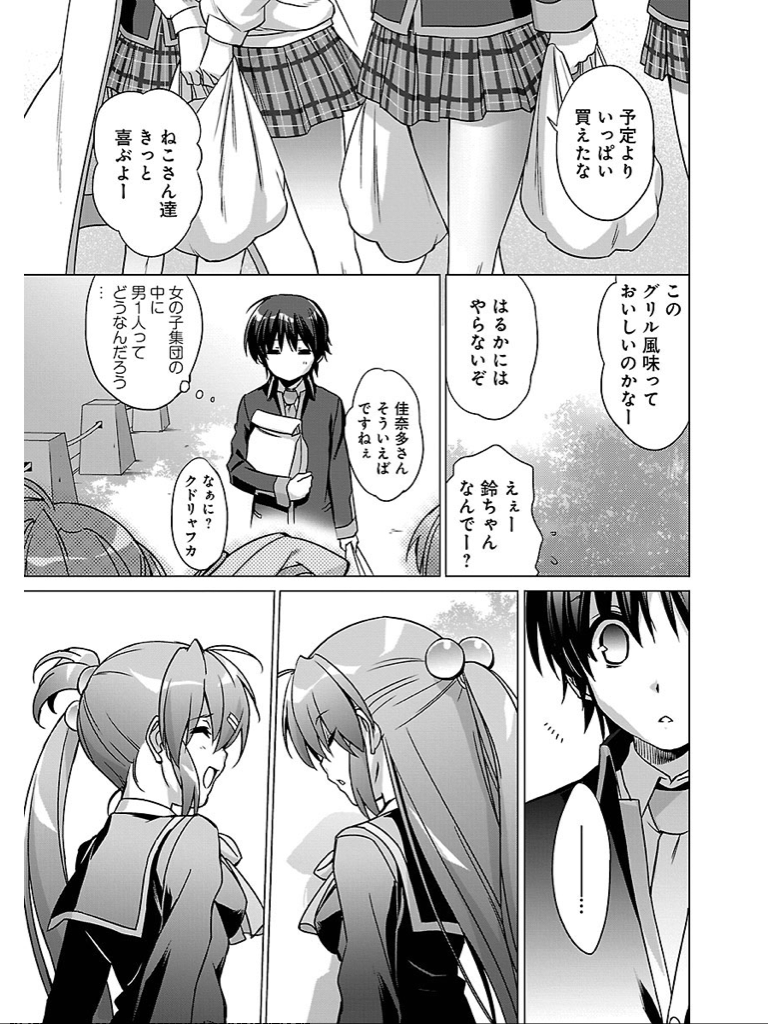 予定より
いっぱい
買えたな
ねこさん達
きっと
喜ぶよー
この
グリル風味って
おいしいのかなー
はるかには
やらないぞ
えぇー
鈴ちゃん
なんでー？
佳奈多さん
そういえば
ですねぇ
女の子集団の
中に
男1人って
どうなんだろう
…
なぁに？
クドリャフカ
――…